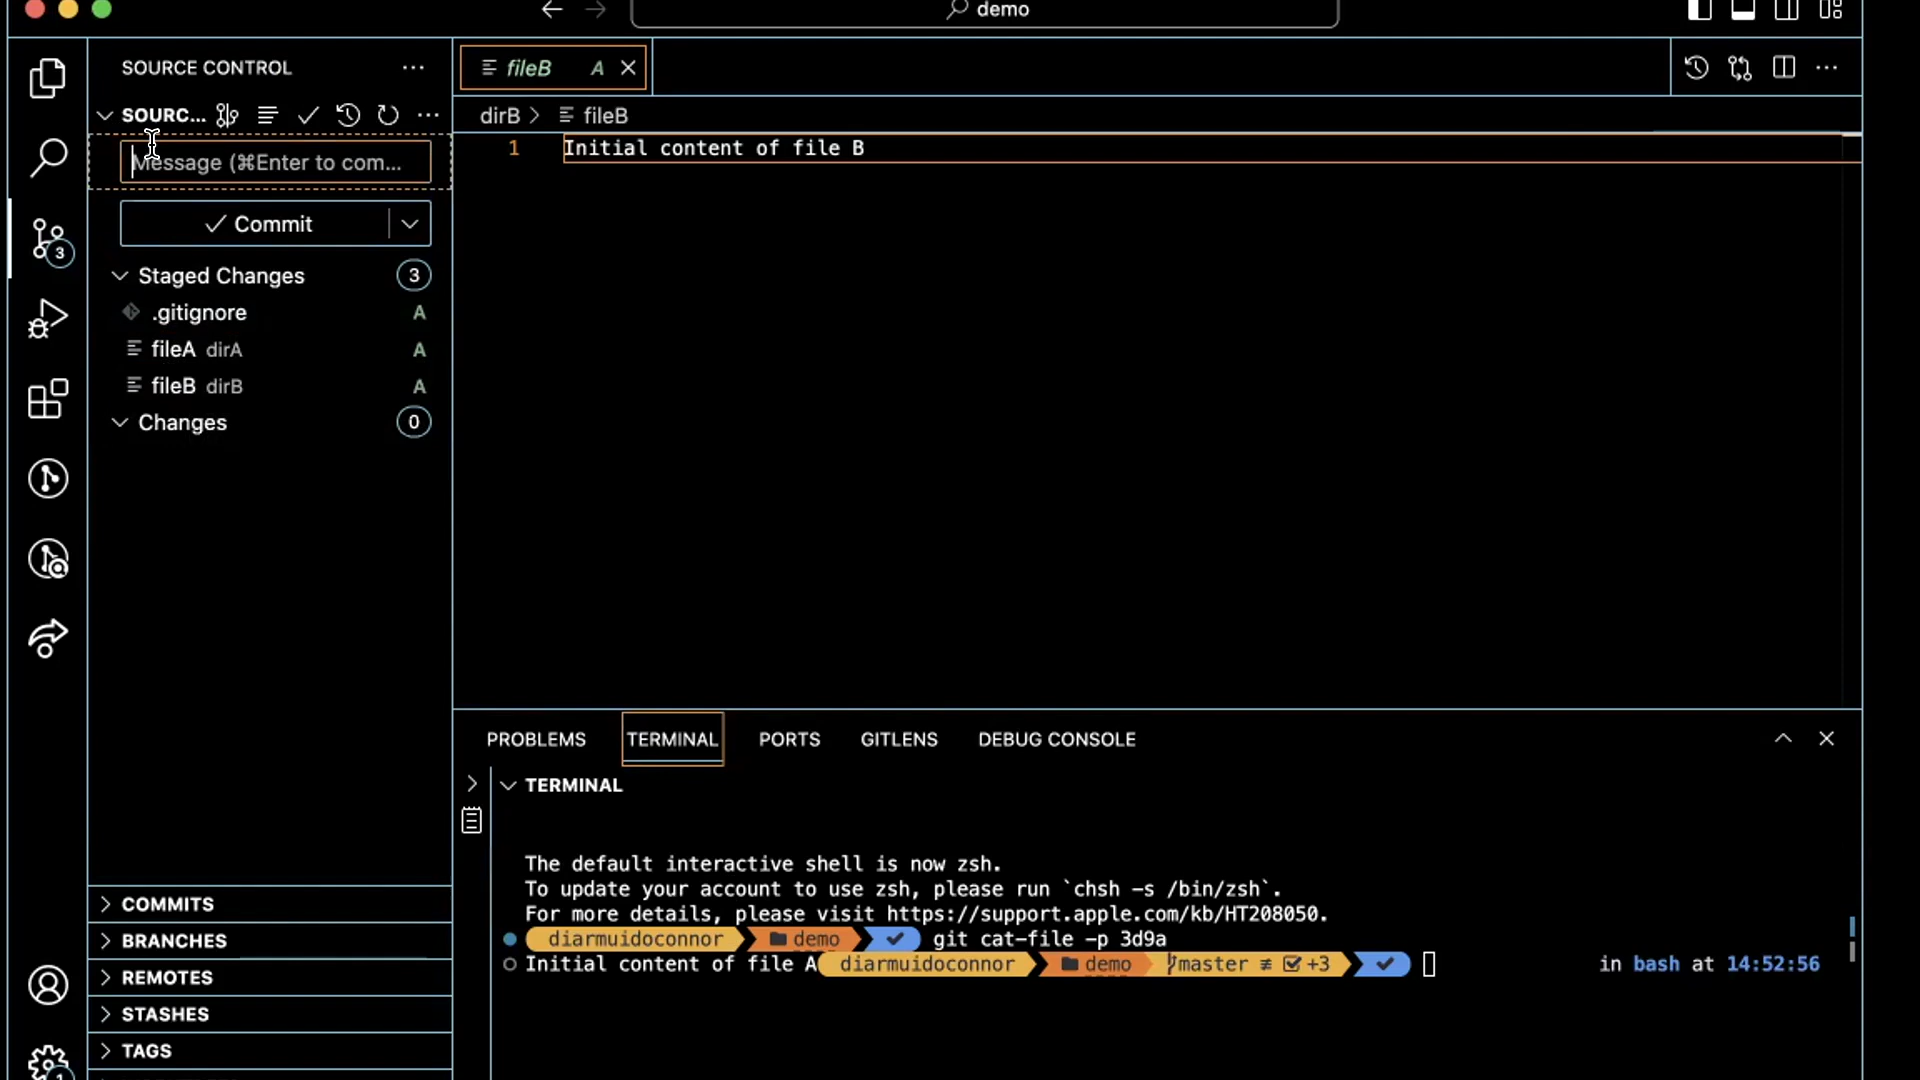 demo
SOURCE CONTROL
SOURC...
Message (⌘Enter to com...
Commit
Staged Changes 3
.gitignore A
fileA dirA A
fileB dirB A
Changes 0
3
COMMITS
BRANCHES
REMOTES
STASHES
TAGS
1
fileB A
dirB > fileB
1 Initial content of file B
PROBLEMS TERMINAL PORTS GITLENS DEBUG CONSOLE
TERMINAL
The default interactive shell is now zsh.
To update your account to use zsh, please run `chsh -s /bin/zsh`.
For more details, please visit https://support.apple.com/kb/HT208050.
diarmuidoconnor demo git cat-file -p 3d9a
Initial content of file A diarmuidoconnor demo master ≢ +3 in bash at 14:52:56